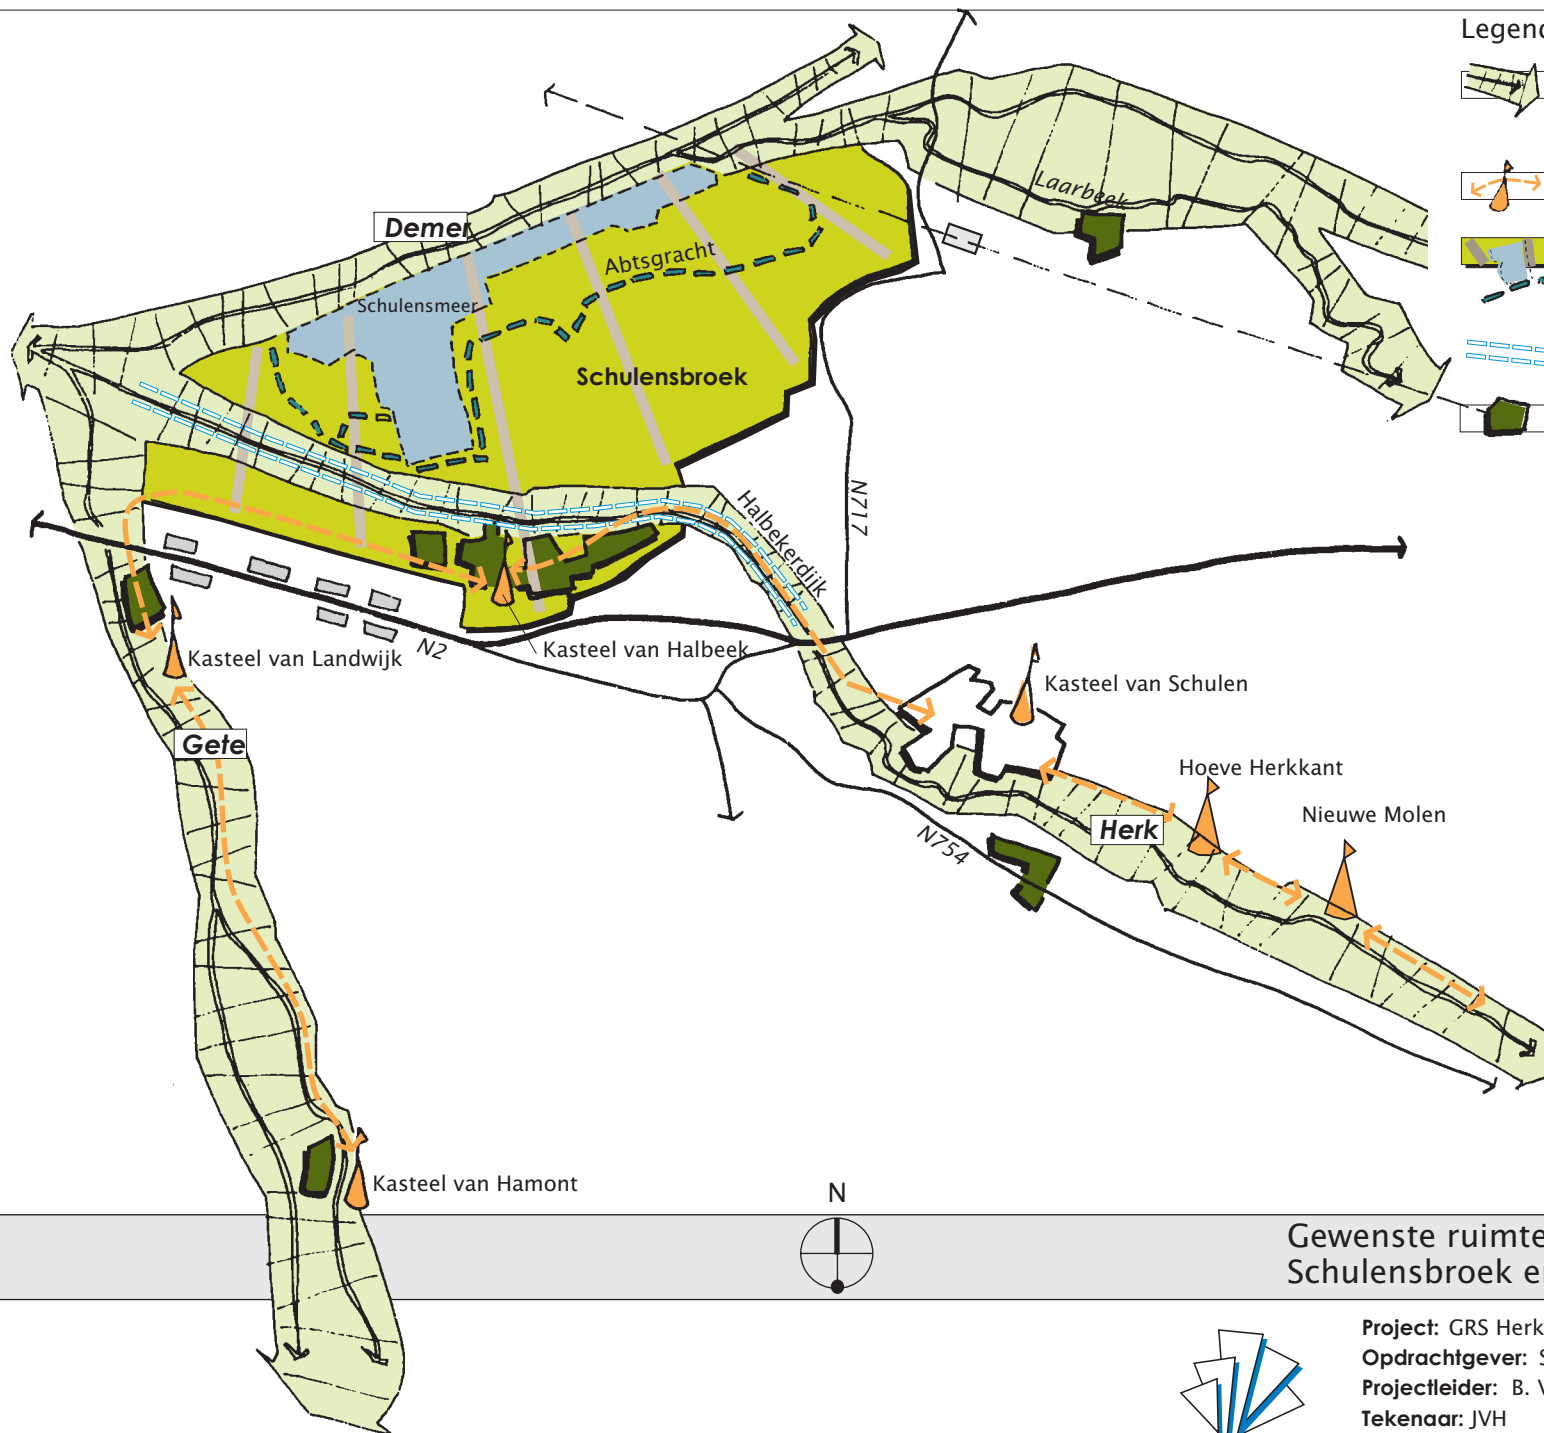 Legend
Laarbeek
Demer
Abtsgracht
Schulensmeer
Schulensbroek
N717
Halbekerdijk
N2
Kasteel van Halbeek
Kasteel van Landwijk
Kasteel van Schulen
Gete
Hoeve Herkkant
Nieuwe Molen
Herk
N754
Kasteel van Hamont
N
Gewenste ruimte
Schulensbroek e
Project: GRS Herk
Opdrachtgever: S
Projectleider: B. V
Tekenaar: JVH